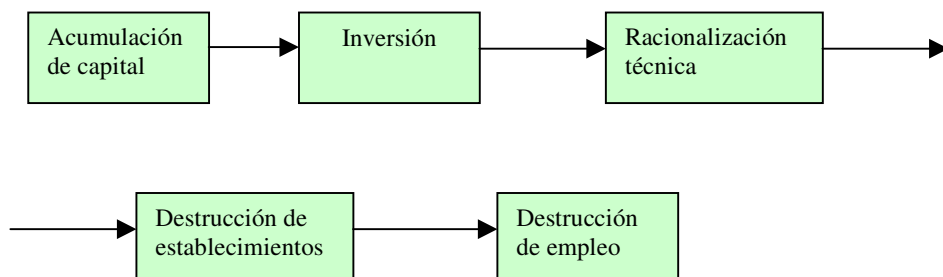 Acumulación
de capital
Inversión
Racionalización
técnica
Destrucción de
establecimientos
Destrucción
de empleo